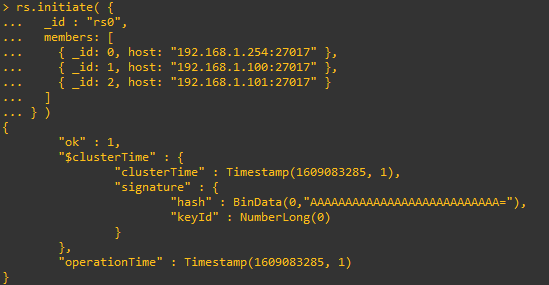 > rs.initiate( {
...   _id : "rs0",
...   members: [
...     { _id: 0, host: "192.168.1.254:27017" },
...     { _id: 1, host: "192.168.1.100:27017" },
...     { _id: 2, host: "192.168.1.101:27017" }
...   ]
... } )
{
        "ok" : 1,
        "$clusterTime" : {
                "clusterTime" : Timestamp(1609083285, 1),
                "signature" : {
                        "hash" : BinData(0,"AAAAAAAAAAAAAAAAAAAAAAAAAAA="),
                        "keyId" : NumberLong(0)
                }
        },
        "operationTime" : Timestamp(1609083285, 1)
}